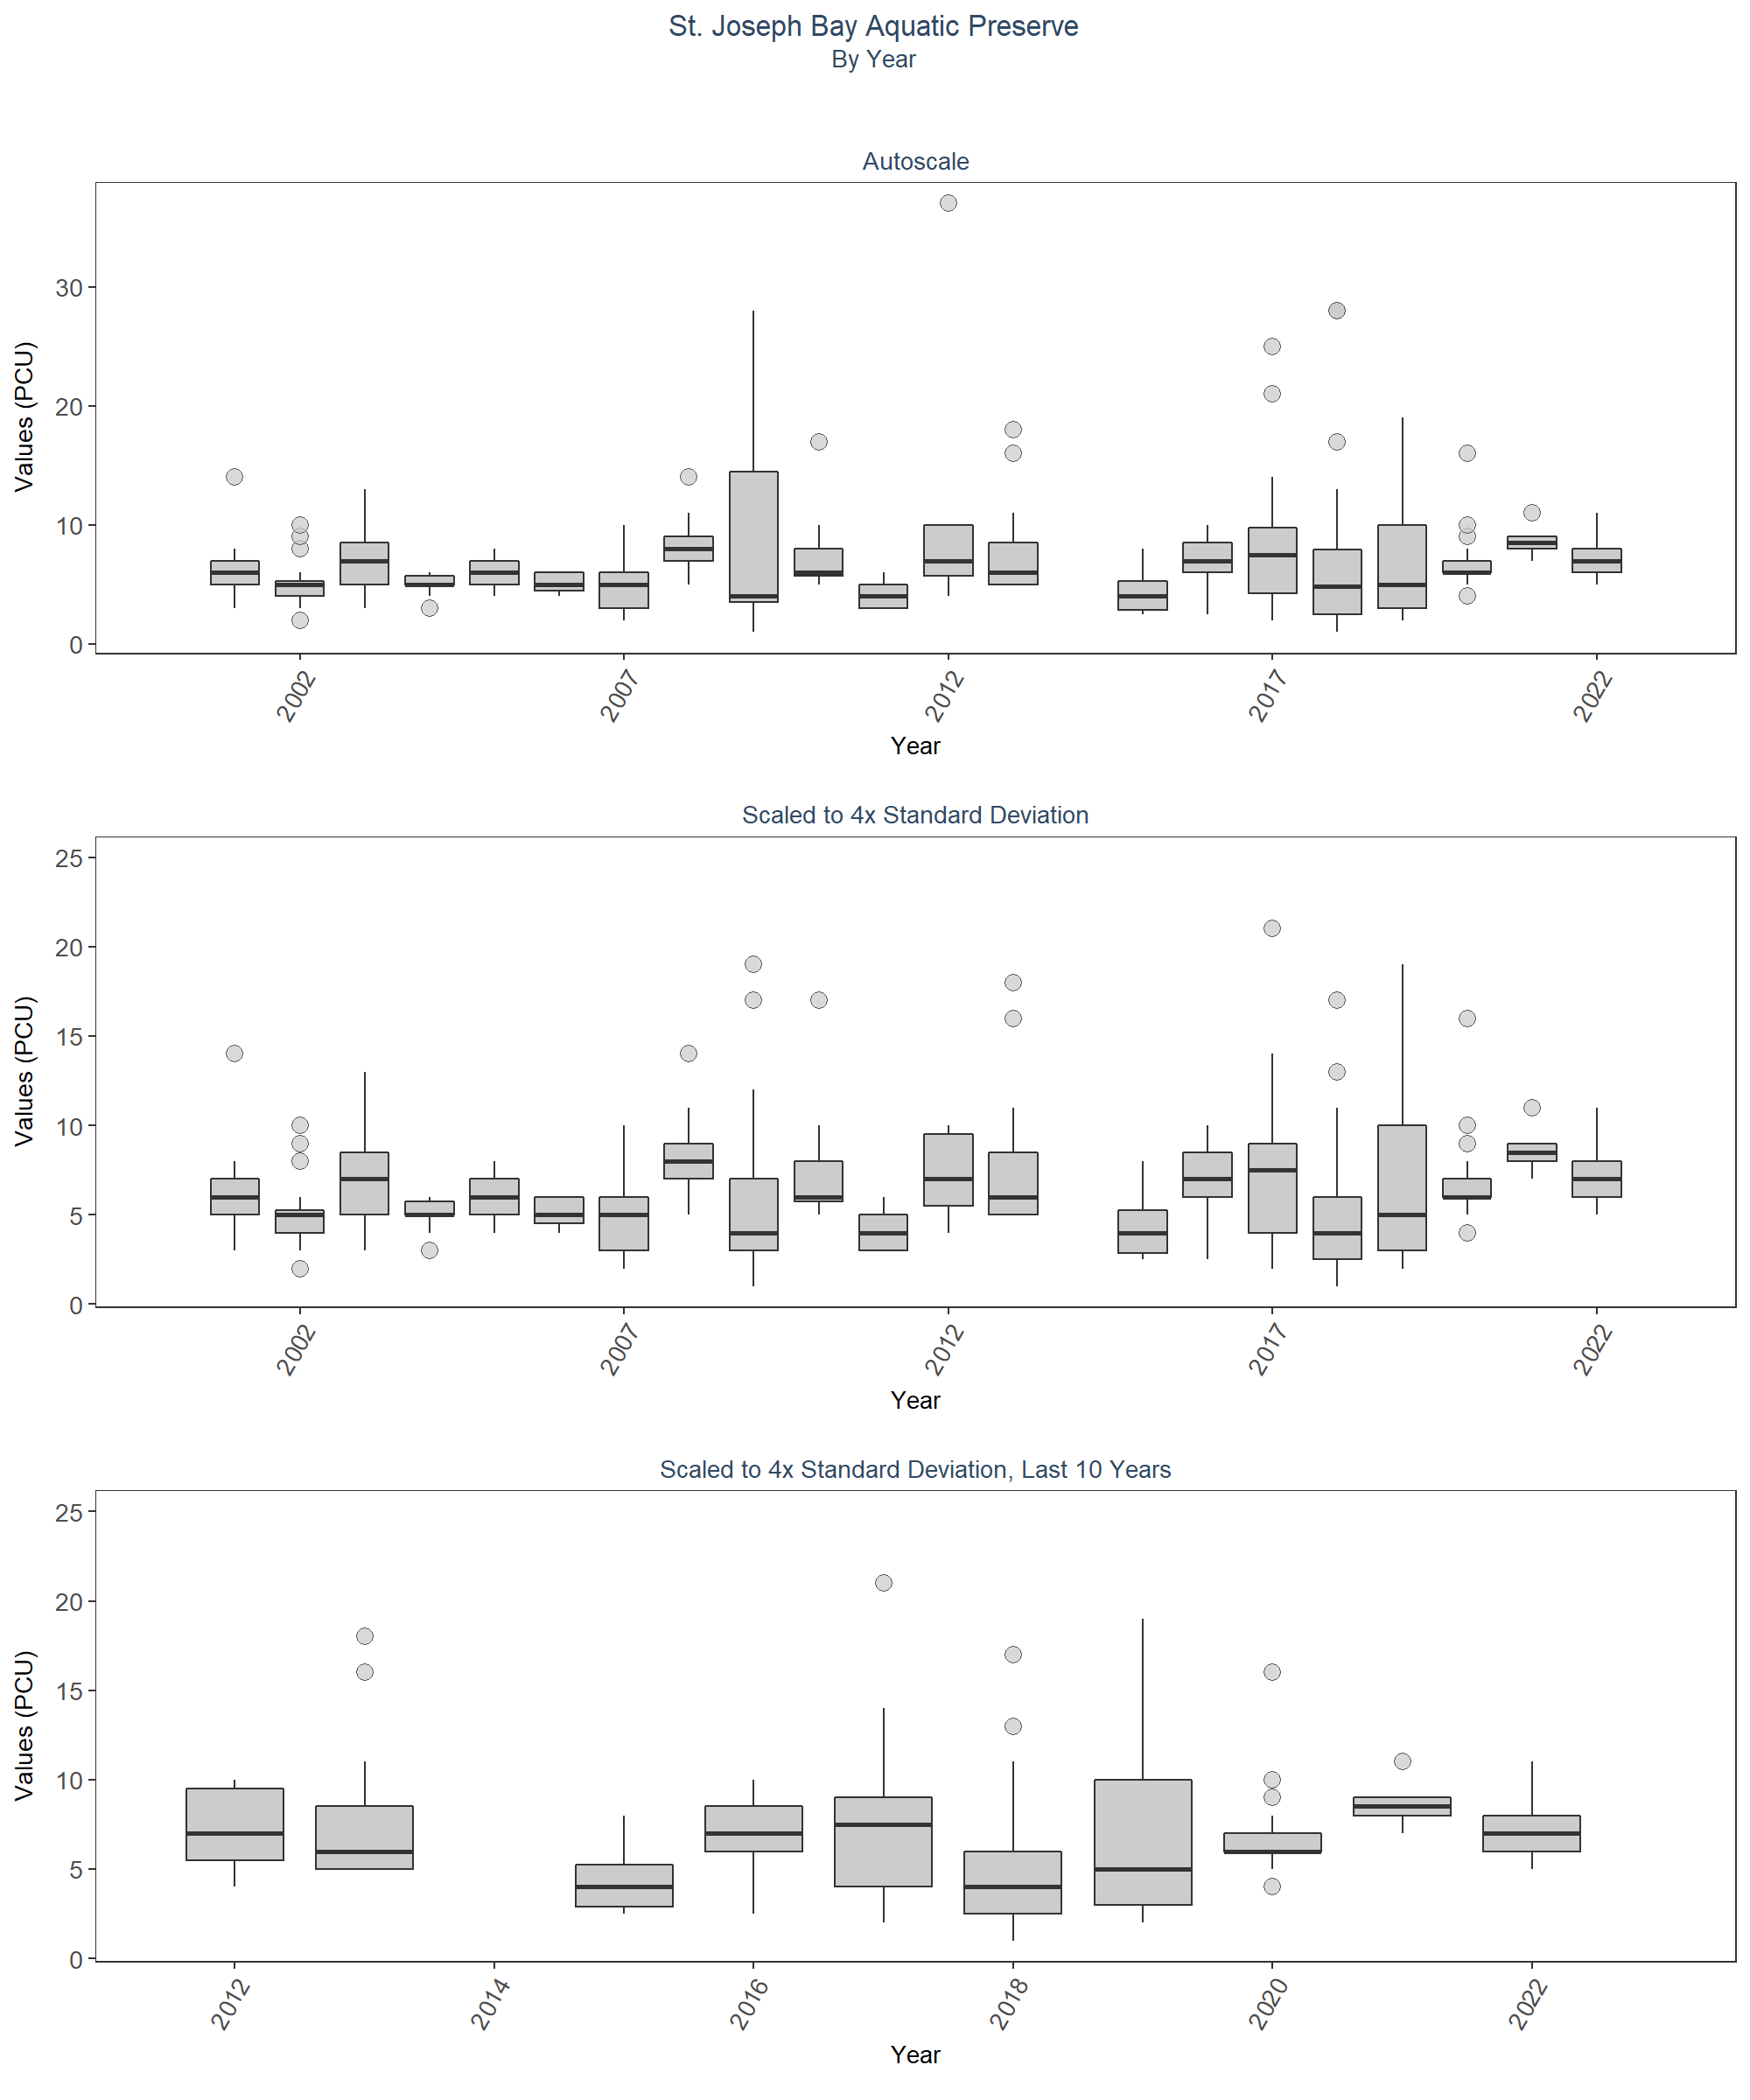 St. Joseph Bay Aquatic Preserve
By Year
Autoscale
Values (PCU)
30
20
10
0
2002
2007
2012
2017
2022
Year
Scaled to 4x Standard Deviation
Values (PCU)
25
20
15
10
5
0
2002
2007
2012
2017
2022
Year
Scaled to 4x Standard Deviation, Last 10 Years
Values (PCU)
25
20
15
10
5
0
2012
2014
2016
2018
2020
2022
Year